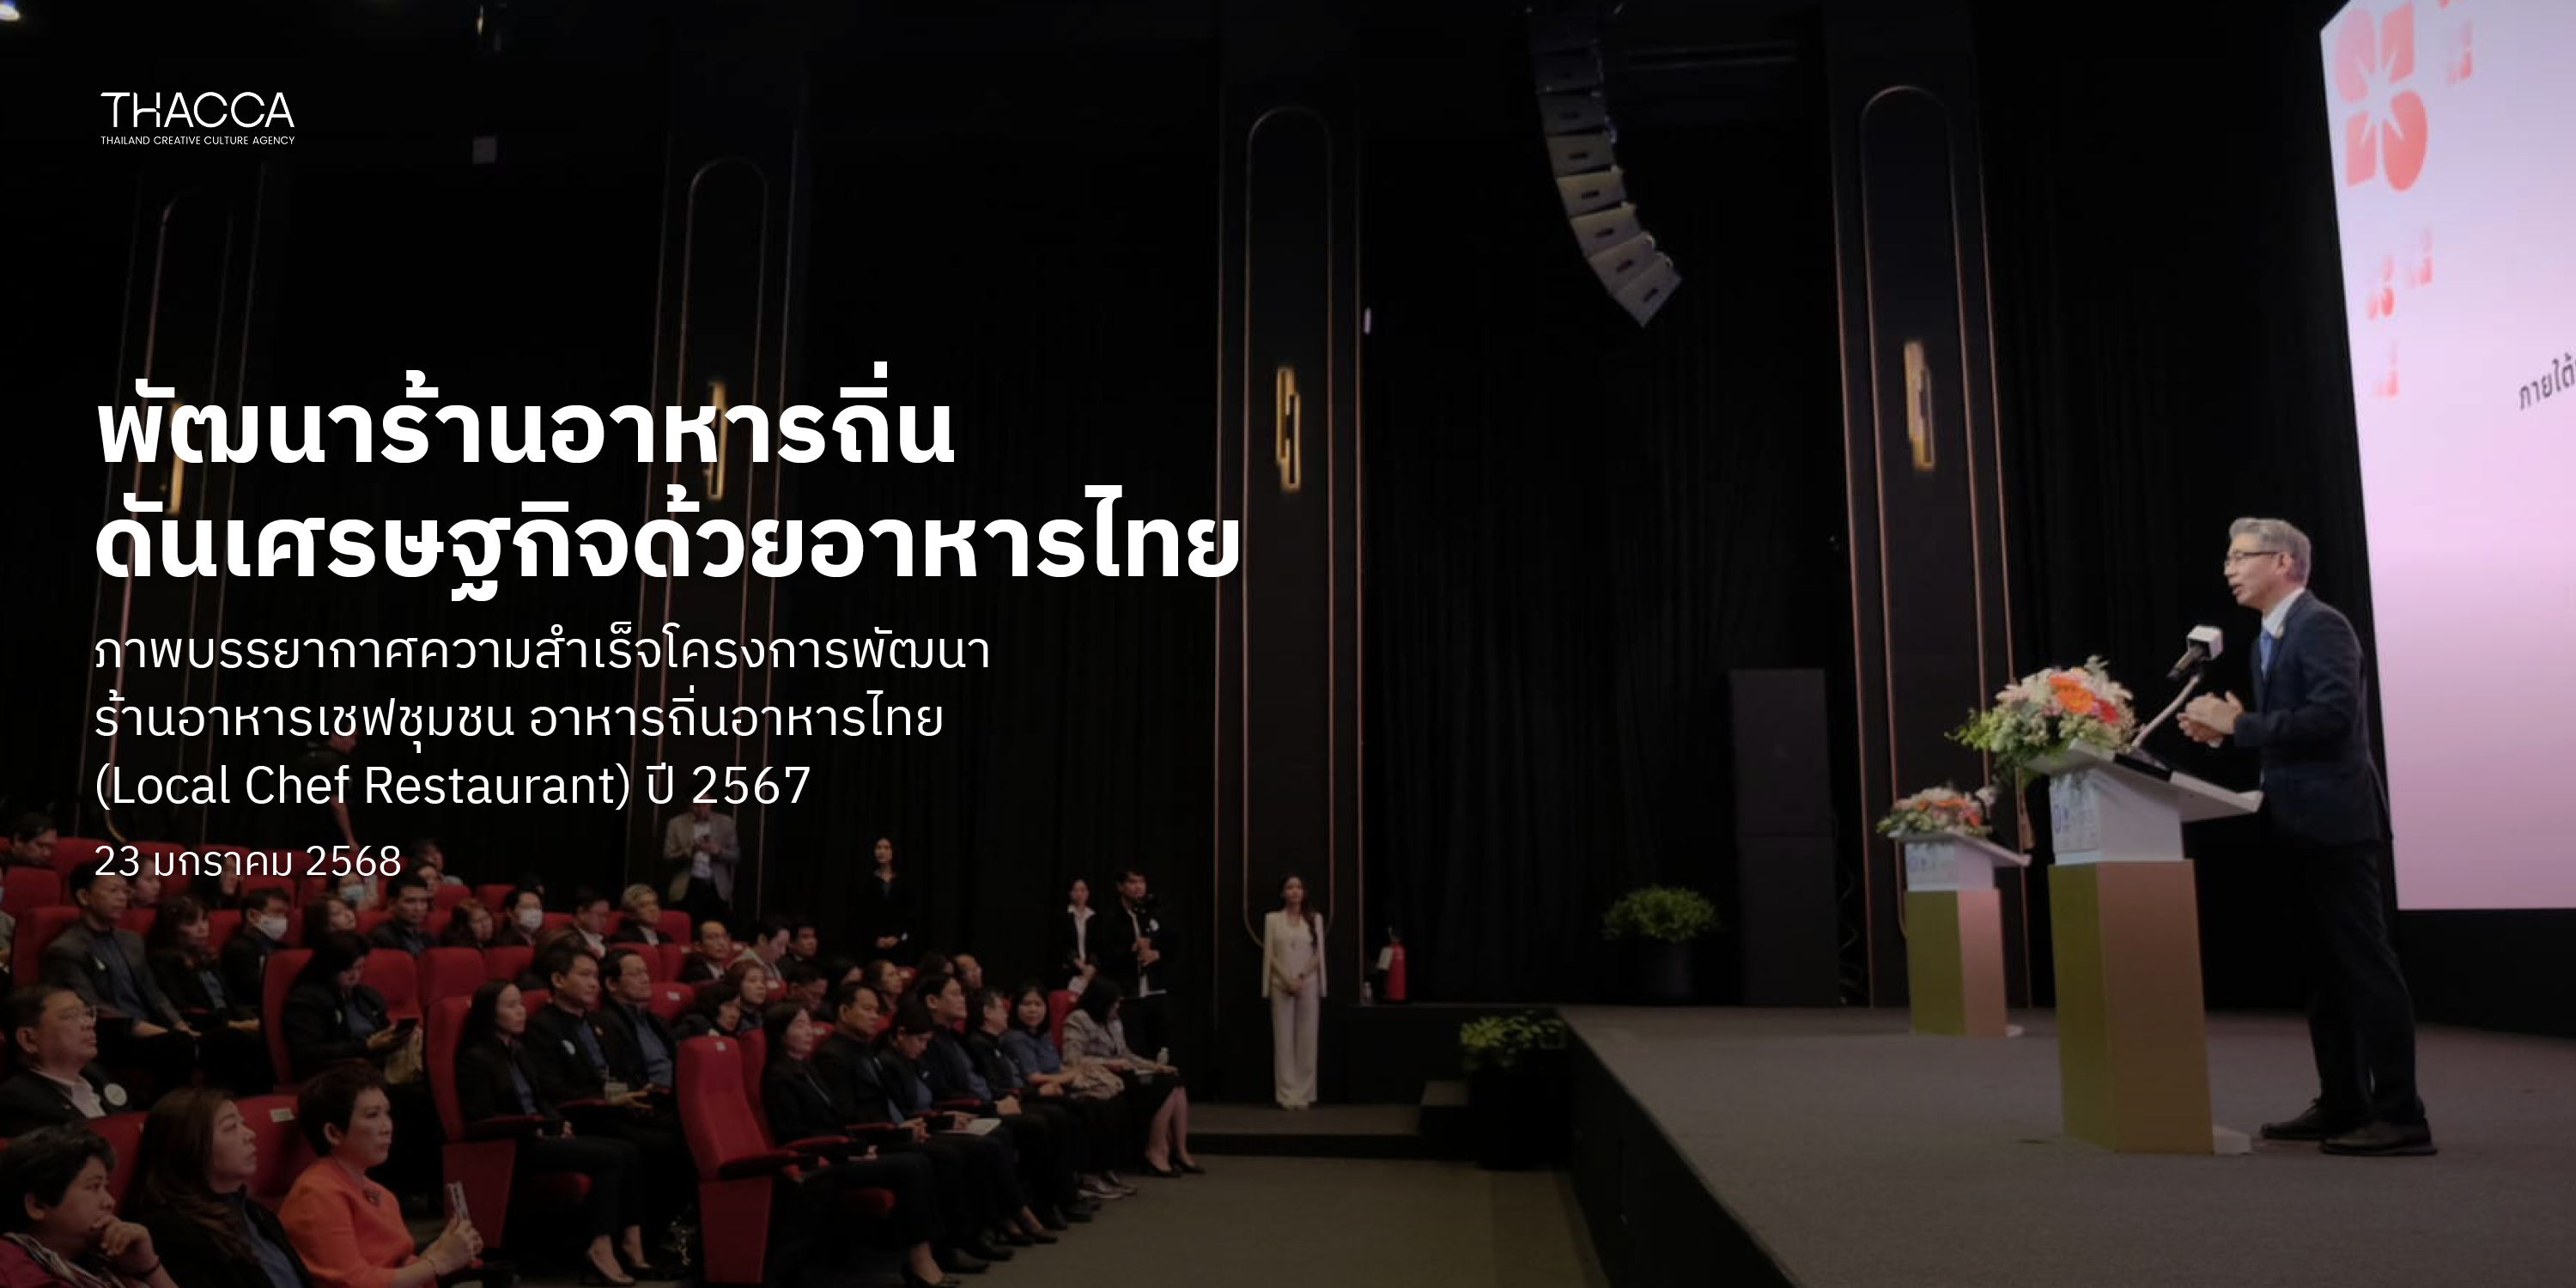 THACCA
THAILAND CREATIVE CULTURE AGENCY
พัฒนาร้านอาหารถิ่น
ดันเศรษฐกิจด้วยอาหารไทย
ภาพบรรยากาศความสำเร็จโครงการพัฒนา
ร้านอาหารเชฟชุมชน อาหารถิ่นอาหารไทย
(Local Chef Restaurant) ปี 2567
23 มกราคม 2568
ภายใต้